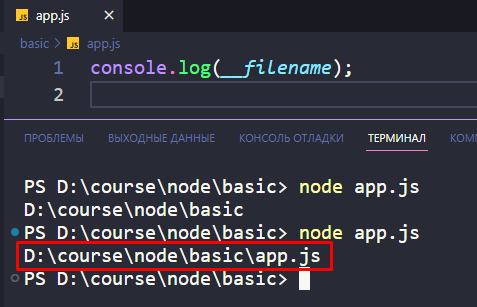 JS app.js
basic > JS app.js
1 console.log(__filename);
2
ПРОБЛЕМЫ ВЫХОДНЫЕ ДАННЫЕ КОНСОЛЬ ОТЛАДКИ ТЕРМИНАЛ КОМ
PS D:\course\node\basic> node app.js
D:\course\node\basic
PS D:\course\node\basic> node app.js
D:\course\node\basic\app.js
PS D:\course\node\basic>